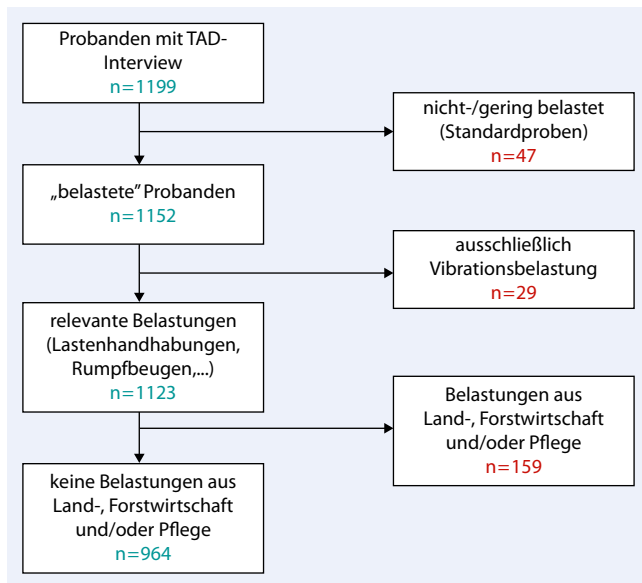 Probanden mit TAD-
Interview
n=1199
nicht-/gering belastet
(Standardproben)
n=47
„belastete” Probanden
n=1152
ausschließlich
Vibrationsbelastung
n=29
relevante Belastungen
(Lastenhandhabungen,
Rumpfbeugen,...)
n=1123
Belastungen aus
Land-, Forstwirtschaft
und/oder Pflege
n=159
keine Belastungen aus
Land-, Forstwirtschaft
und/oder Pflege
n=964